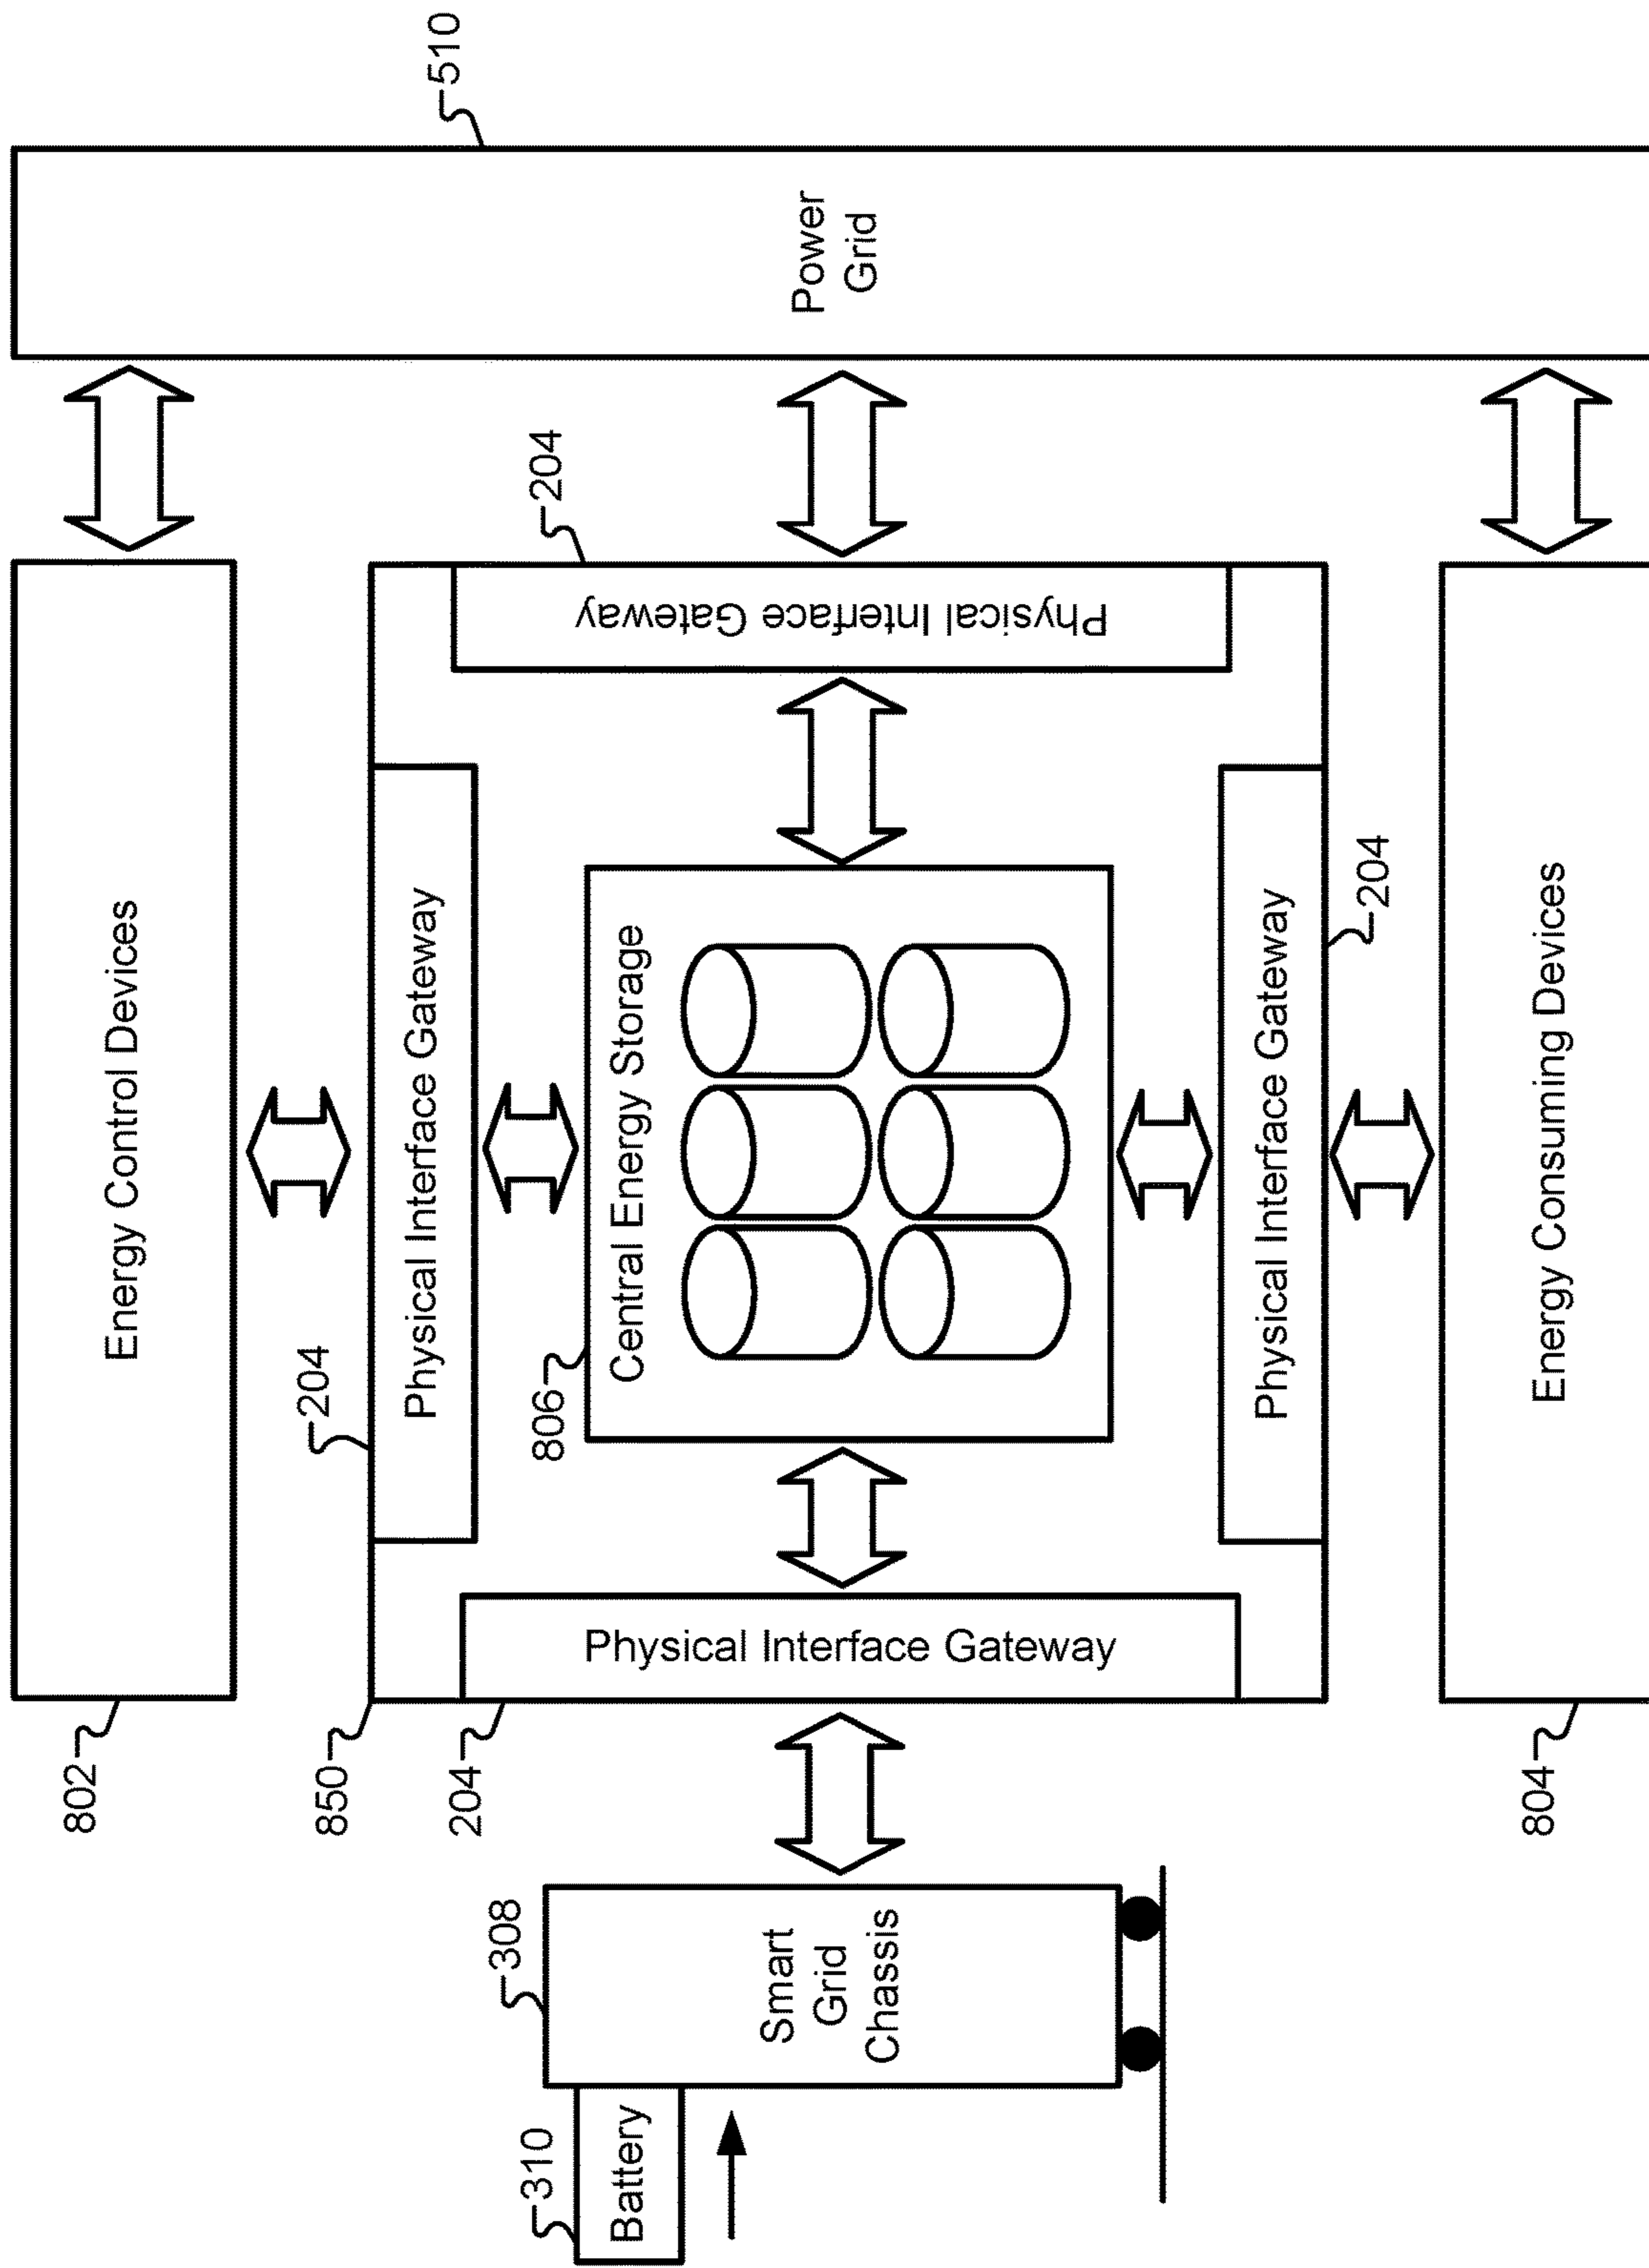 802
Energy Control Devices
850
204
Physical Interface Gateway
510
204
308
310
806
204
Battery
Central Energy Storage
Smart
Grid
Chassis
Physical Interface Gateway
Physical Interface Gateway
Power
Grid
Physical Interface Gateway
204
804
Energy Consuming Devices